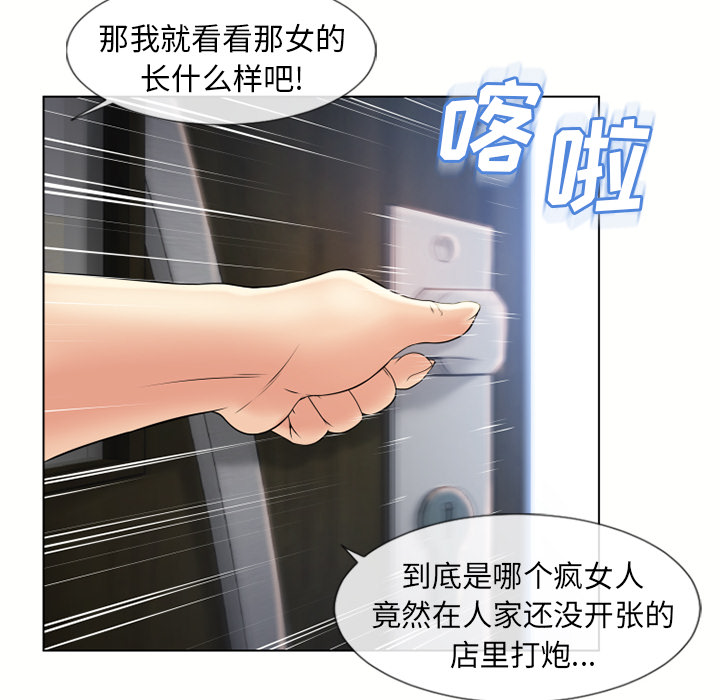 那我就看看那女的
长什么样吧!
喀啦
到底是哪个疯女人
竟然在人家还没开张的
店里打炮...